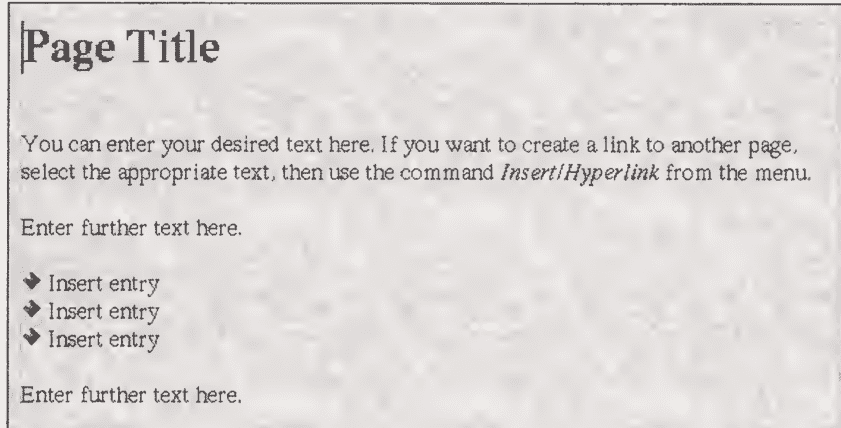 Page Title
You can enter your desired text here. If you want to create a link to another page,
select the appropriate text, then use the command Insert/Hyperlink from the menu.
Enter further text here.
Insert entry
Insert entry
Insert entry
Enter further text here.